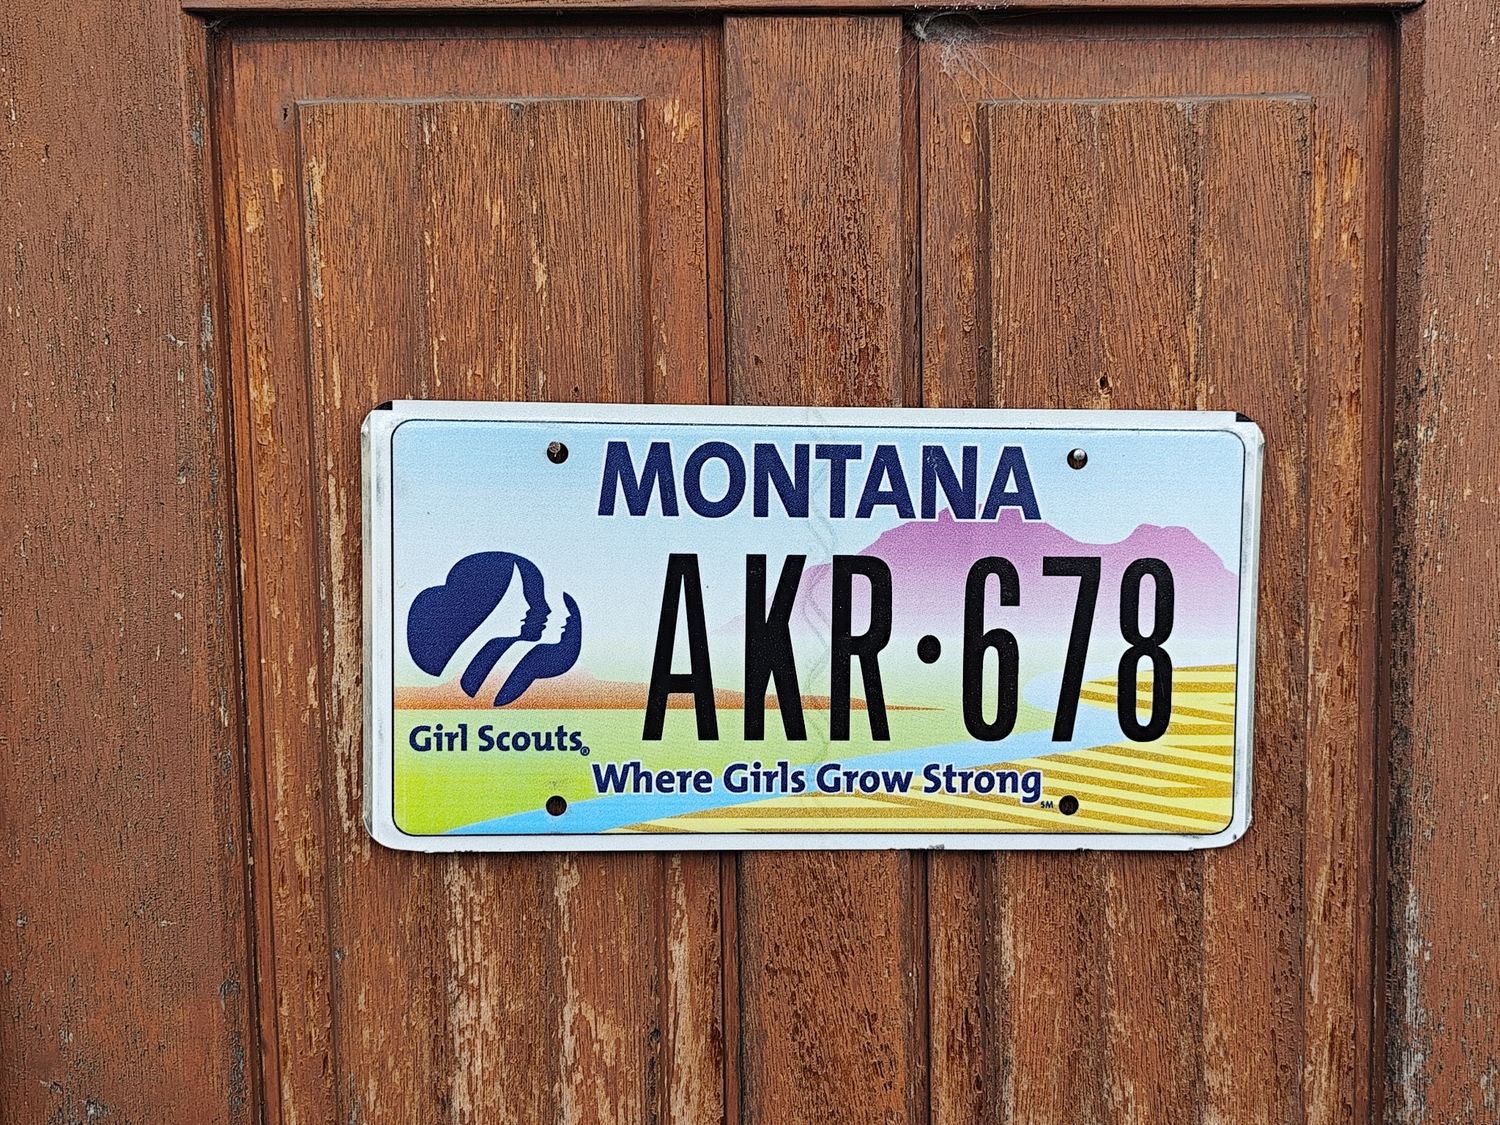 MONTANA
AKR·678
Girl Scouts®
Where Girls Grow Strong℠